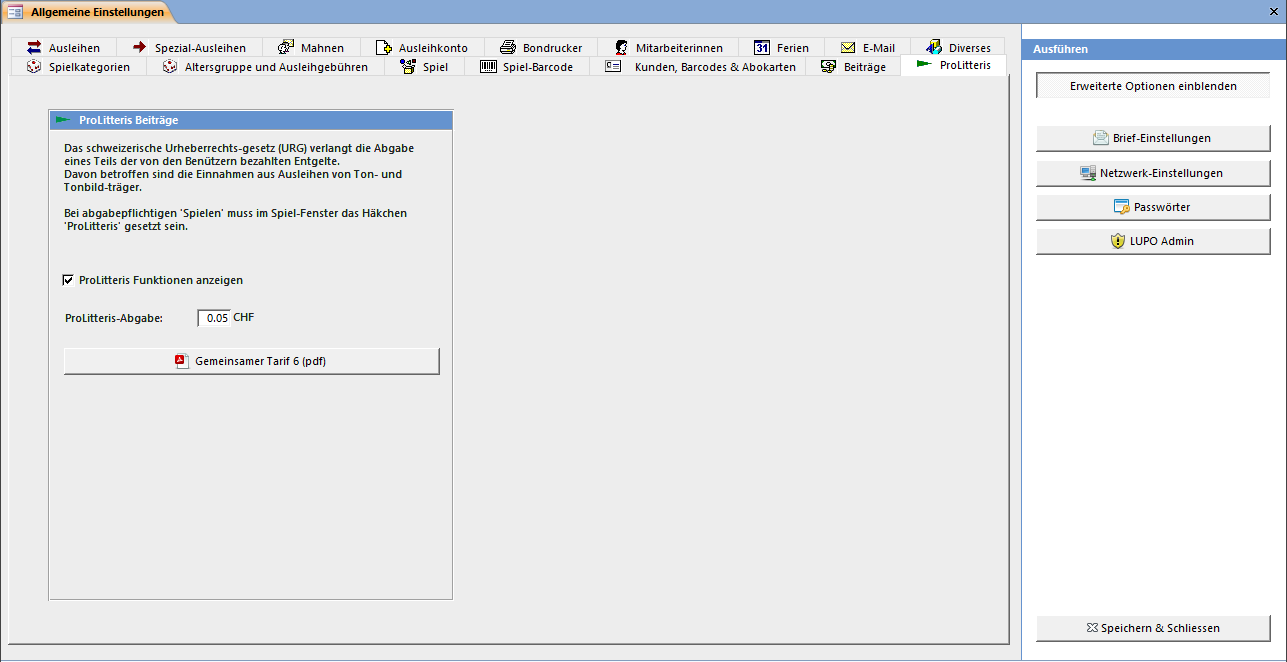 Allgemeine Einstellungen
Ausleihen
Spezial-Ausleihen
Mahnen
Ausleihkonto
Bondrucker
Mitarbeiterinnen
31
Ferien
E-Mail
Diverses
Spielkategorien
Altersgruppe und Ausleihgebühren
Spiel
Spiel-Barcode
Kunden, Barcodes & Abokarten
Beiträge
ProLitteris
ProLitteris Beiträge
Das schweizerische Urheberrechts-gesetz (URG) verlangt die Abgabe
eines Teils der von den Benützern bezahlten Entgelte.
Davon betroffen sind die Einnahmen aus Ausleihen von Ton- und
Tonbild-träger.
Bei abgabepflichtigen 'Spielen' muss im Spiel-Fenster das Häkchen
'ProLitteris' gesetzt sein.
ProLitteris Funktionen anzeigen
ProLitteris-Abgabe: 0.05 CHF
Gemeinsamer Tarif 6 (pdf)
Ausführen
Erweiterte Optionen einblenden
Brief-Einstellungen
Netzwerk-Einstellungen
Passwörter
LUPO Admin
Speichern & Schliessen